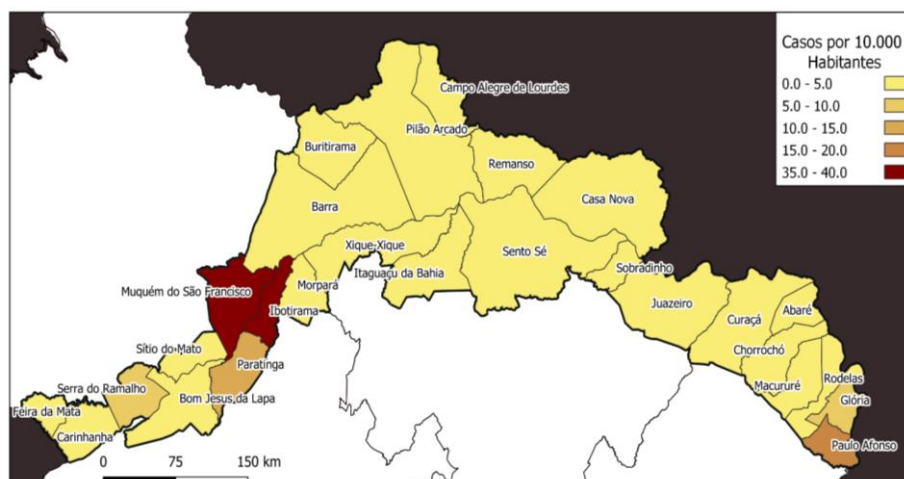 Casos por 10.000
Habitantes
0.0 - 5.0
5.0 - 10.0
10.0 - 15.0
15.0 - 20.0
35.0 - 40.0
Campo Alegre de Lourdes
Pilão Arcado
Buritirama
Remanso
Casa Nova
Barra
Xique-Xique
Sento Sé
Itaguaçu da Bahia
Sobradinho
Muquém do São Francisco
Morpará
Ibotirama
Juazeiro
Abaré
Curaçá
Sítio do Mato
Chorrochó
Paratinga
Rodelas
Serra do Ramalho
Macururé
Bom Jesus da Lapa
Glória
Feira da Mata
Carinhanha
Paulo Afonso
0 75 150 km